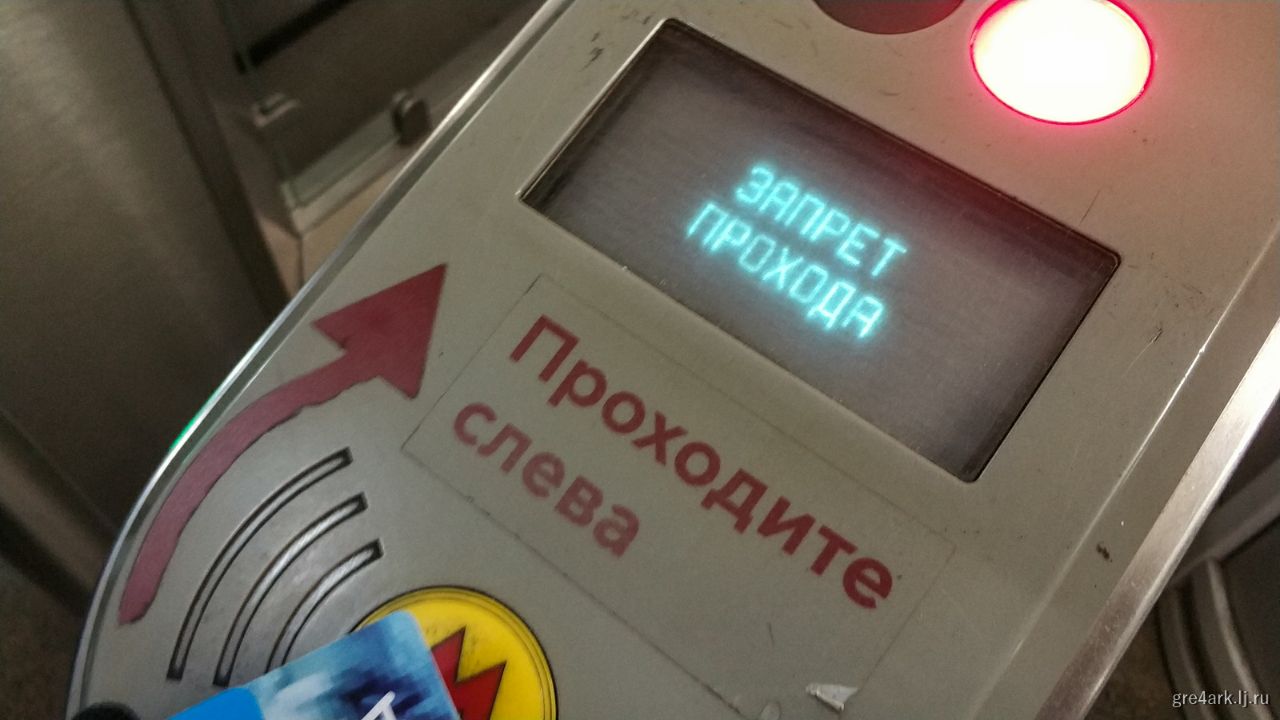 ЗАПРЕТ
ПРОХОДА
Проходите
слева
gre4ark.lj.ru